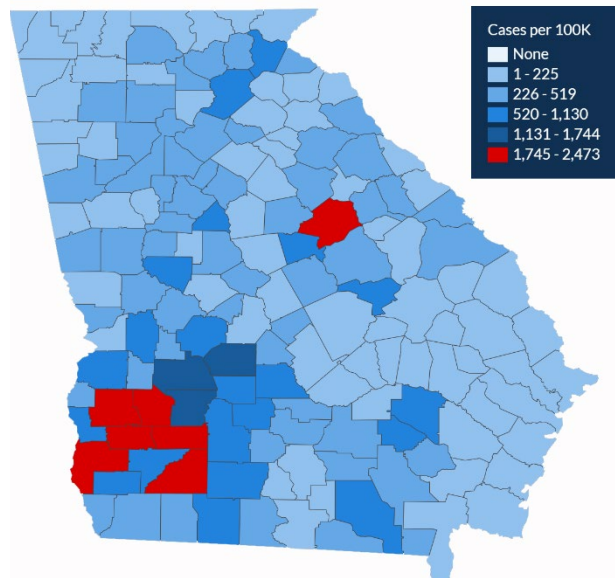 Cases per 100K
None
1 - 225
226 - 519
520 - 1,130
1,131 - 1,744
1,745 - 2,473